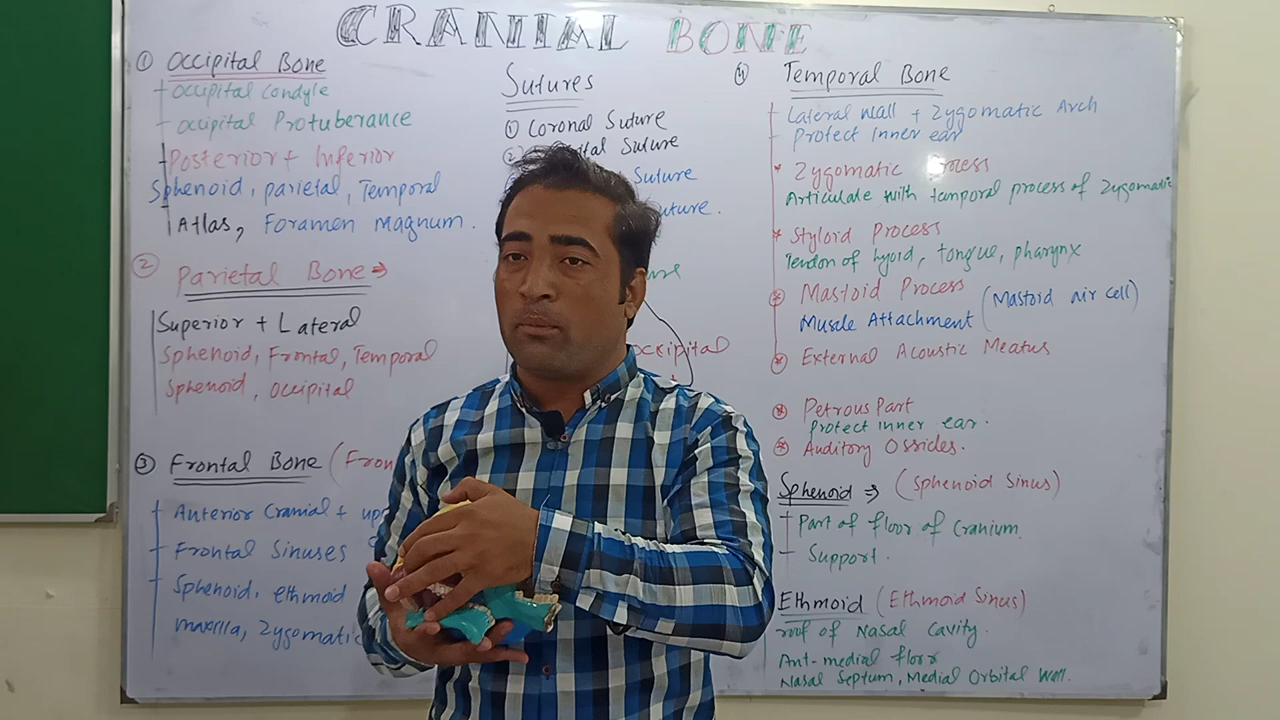 CRANIAL BONE
① Occipital Bone
Occipital Condyle
Occipital Protuberance
Posterior + Inferior
Sphenoid, parietal, Temporal
Atlas, Foramen magnum.
② Parietal Bone ⇒
Superior + Lateral
Sphenoid, Frontal, Temporal
Sphenoid, Occipital
③ Frontal Bone (Fron
Anterior Cranial + up
Frontal Sinuses
Sphenoid, ethmoid
maxilla, Zygomatic
Sutures
① Coronal Suture
② Suture
Suture
suture.
④ Temporal Bone
Lateral wall + Zygomatic Arch
Protect Inner ear
* Zygomatic Process
Articulate with temporal process of Zygomatic
* Styloid Process
Tendon of hyoid, tongue, pharynx
* Mastoid Process (Mastoid air cell)
Muscle Attachment
* External Acoustic Meatus
* Petrous Part
Protect inner ear.
* Auditory Ossicles.
Sphenoid ⇒ (Sphenoid Sinus)
Part of floor of Cranium.
Support.
Ethmoid (Ethmoid Sinus)
roof of Nasal Cavity.
Ant-medial floor
Nasal Septum, Medial Orbital Wall.